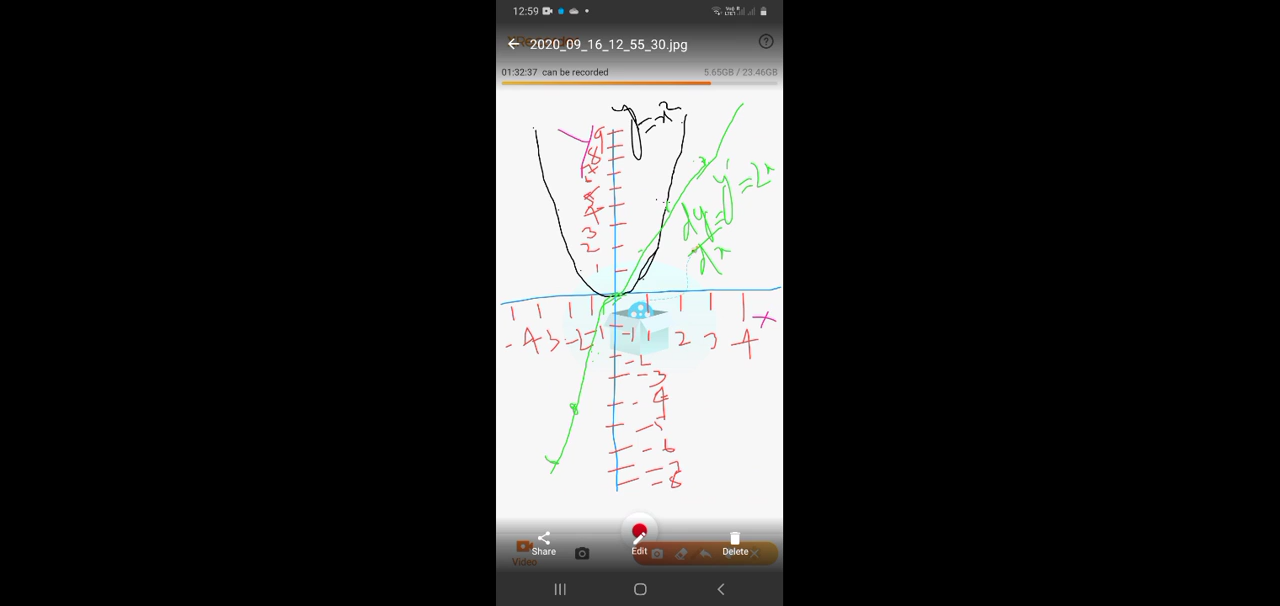 12:59
2020_09_16_12_55_30.jpg
01:32:37 can be recorded 5.65GB / 23.46GB
y = x²
9
8
4
3
2
1
dy/dx = y' = 2x
-4 3 -2 -1 1 2 3 4
x
-1
-2
-3
-4
-5
-6
-7
-8
Share Edit Delete
Video